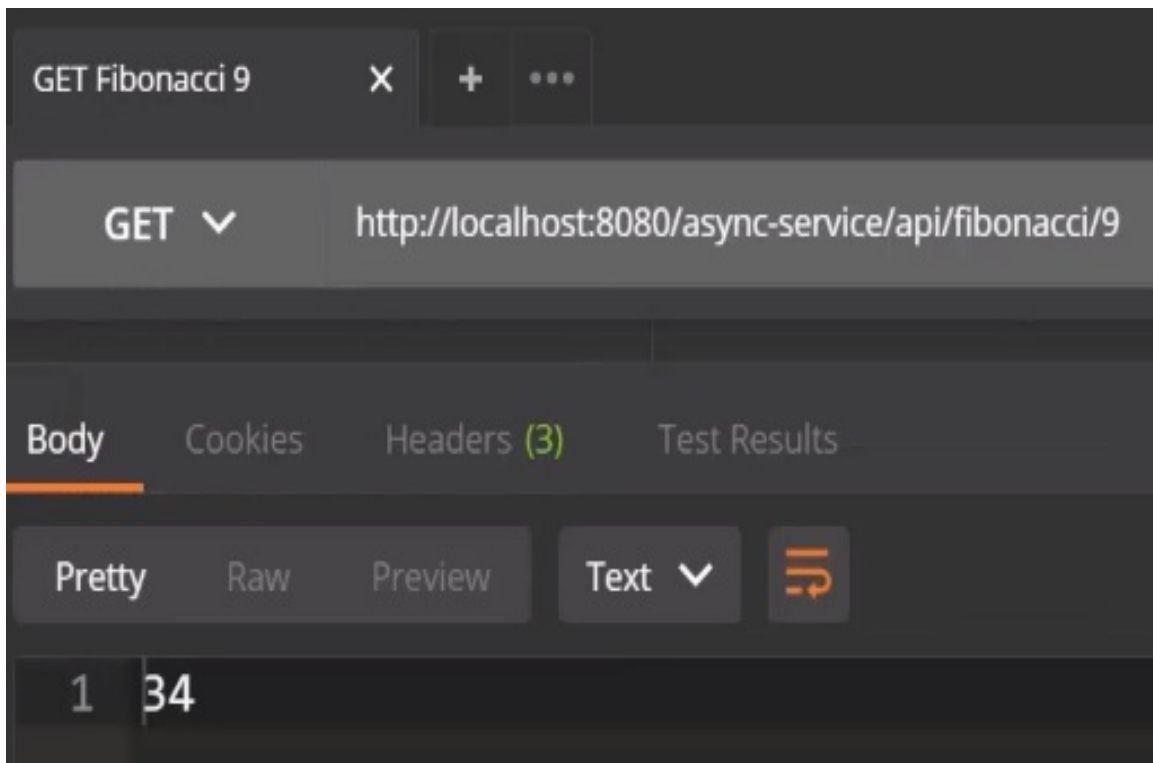 GET Fibonacci 9
GET http://localhost:8080/async-service/api/fibonacci/9
Body Cookies Headers (3) Test Results
Pretty Raw Preview Text
1 34